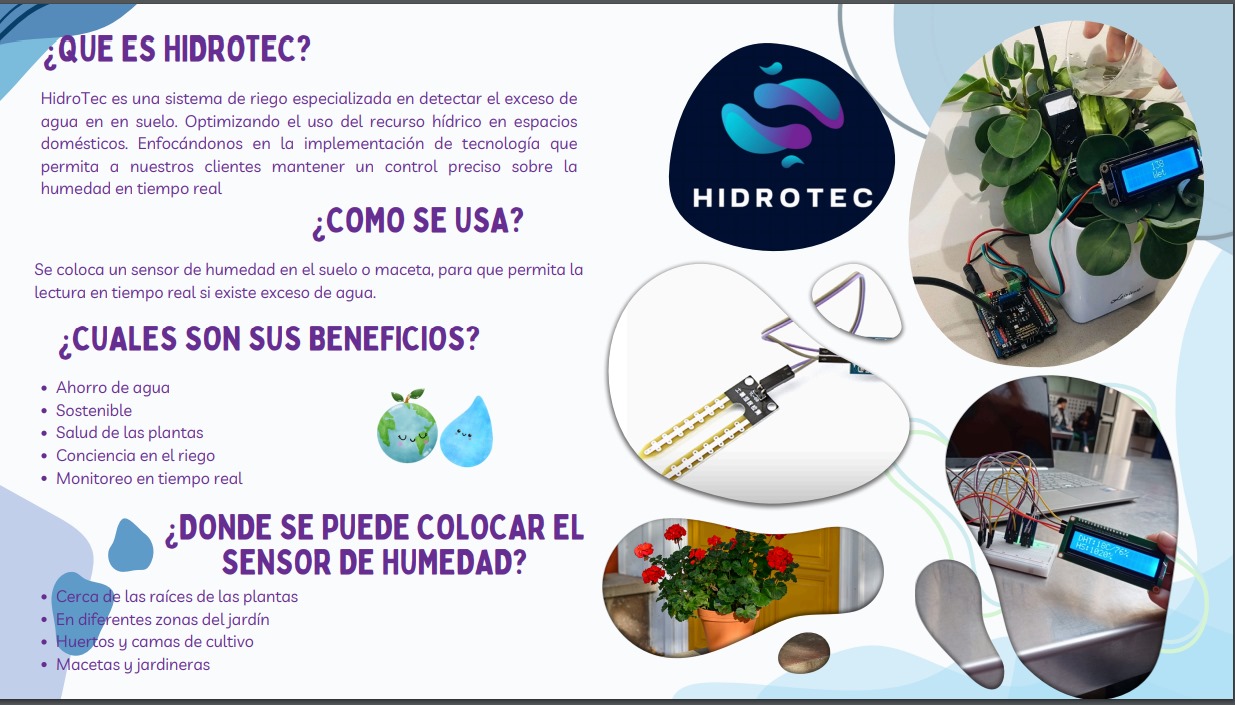 ¿QUE ES HIDROTEC?
HidroTec es una sistema de riego especializada en detectar el exceso de
agua en en suelo. Optimizando el uso del recurso hídrico en espacios
domésticos. Enfocándonos en la implementación de tecnología que
permita a nuestros clientes mantener un control preciso sobre la
humedad en tiempo real
¿COMO SE USA?
Se coloca un sensor de humedad en el suelo o maceta, para que permita la
lectura en tiempo real si existe exceso de agua.
¿CUALES SON SUS BENEFICIOS?
• Ahorro de agua
• Sostenible
• Salud de las plantas
• Conciencia en el riego
• Monitoreo en tiempo real
¿DONDE SE PUEDE COLOCAR EL
SENSOR DE HUMEDAD?
• Cerca de las raíces de las plantas
• En diferentes zonas del jardín
• Huertos y camas de cultivo
• Macetas y jardineras
HIDROTEC
138
Wet
DHT:18C/76%
HS:1020%